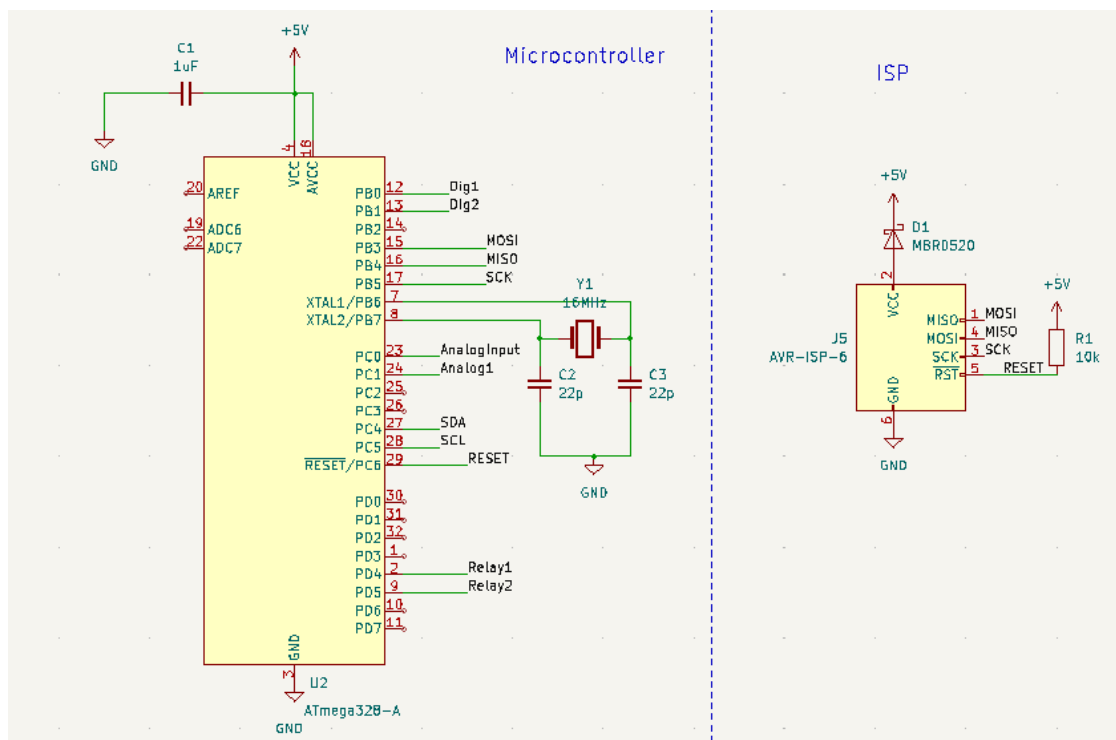 Microcontroller
ISP
+5V
C1
1uF
GND
4
18
VCC
AVCC
20 AREF
19 ADC6
22 ADC7
PB0 12 Dig1
PB1 13 Dig2
PB2 14
PB3 15 MOSI
PB4 16 MISO
PB5 17 SCK
XTAL1/PB6 7
XTAL2/PB7 8
PC0 23 AnalogInput
PC1 24 Analog1
PC2 25
PC3 26
PC4 27 SDA
PC5 28 SCL
RESET/PC6 29 RESET
PD0 30
PD1 31
PD2 32
PD3 1
PD4 2 Relay1
PD5 9 Relay2
PD6 10
PD7 11
GND
3
U2
ATmega328-A
GND
Y1
16MHz
C2
22p
C3
22p
GND
+5V
D1
MBR0520
2
VCC
J5
AVR-ISP-6
MISO 1 MOSI
MOSI 4 MISO
SCK 3 SCK
RST 5 RESET
+5V
R1
10k
GND
6
GND